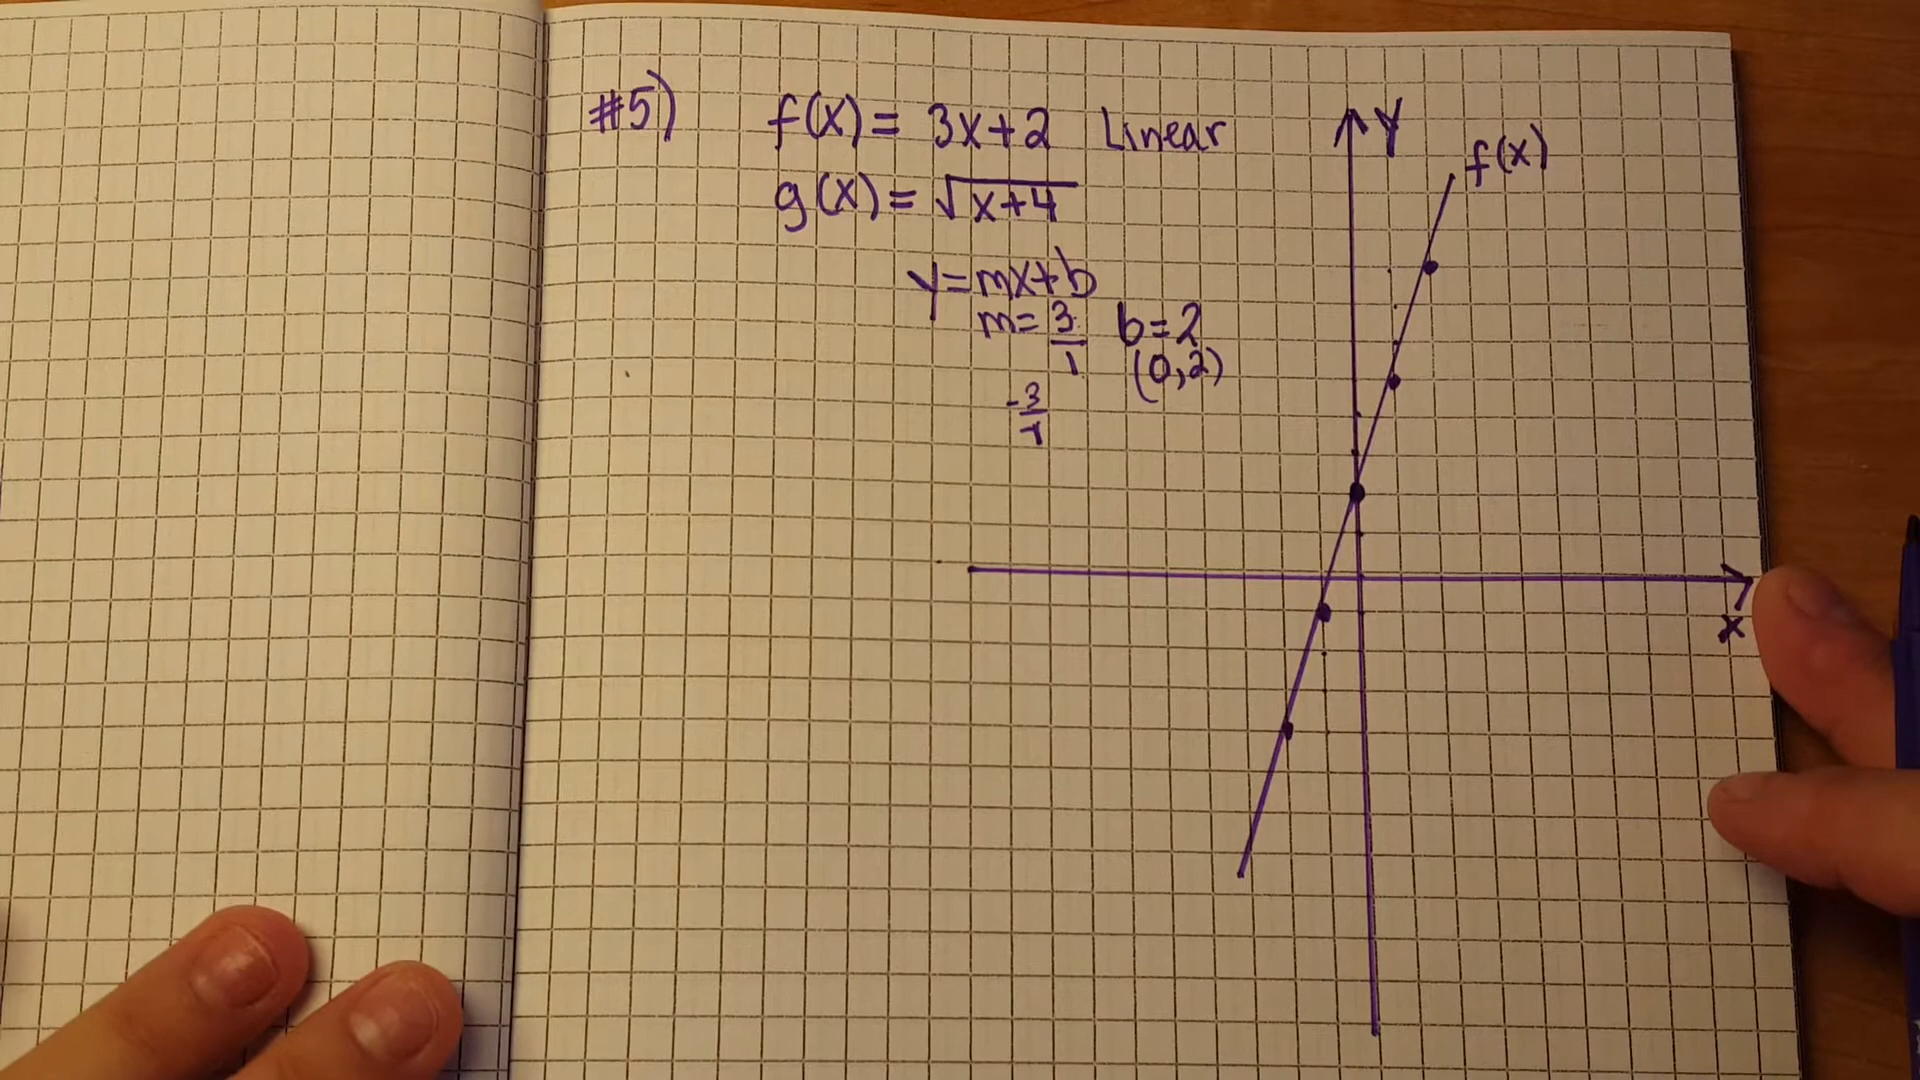 #5) f(x) = 3x+2 Linear
g(x) = √x+4
y=mx+b
m= 3/1 b=2
(0,2)
-3/-1
Y
f(x)
x